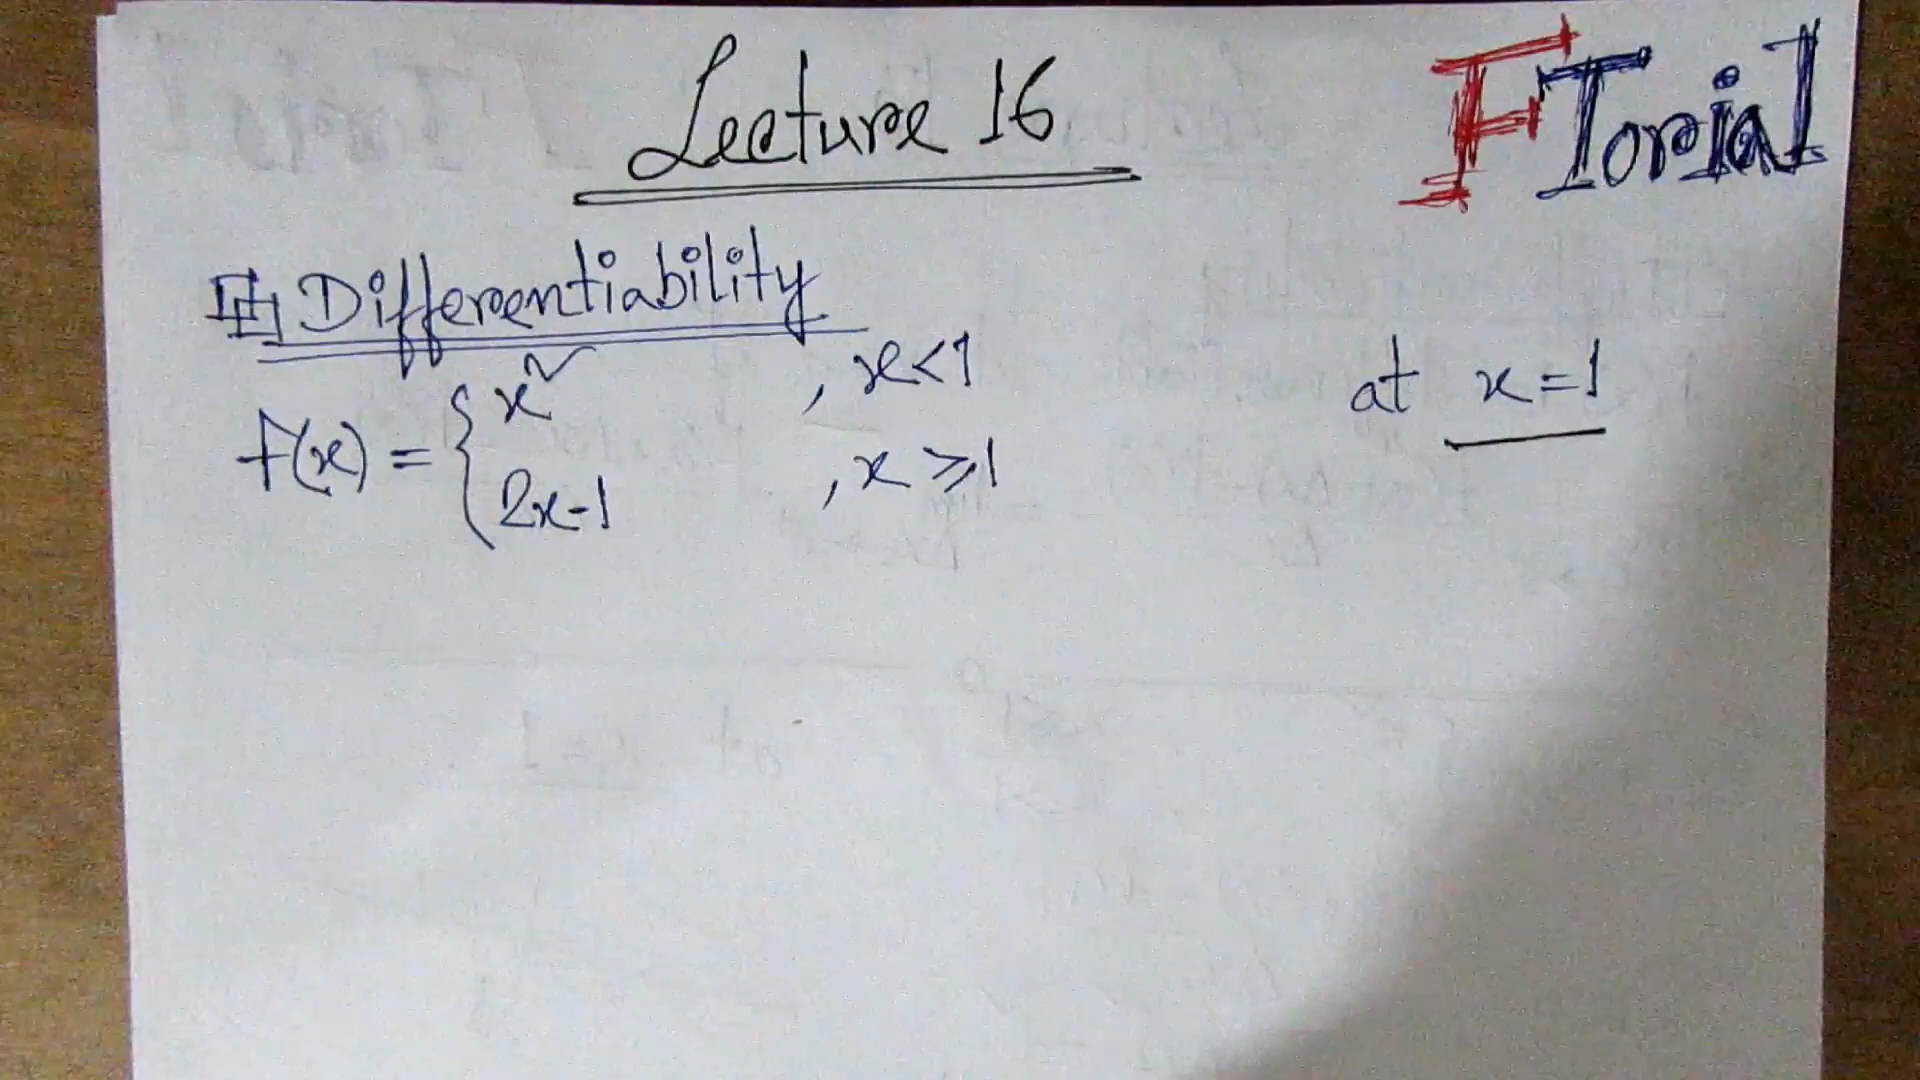 Lecture 16
FTorial
Differentiability
f(x) = { x² , x<1
2x-1 , x ⩾ 1
at x=1